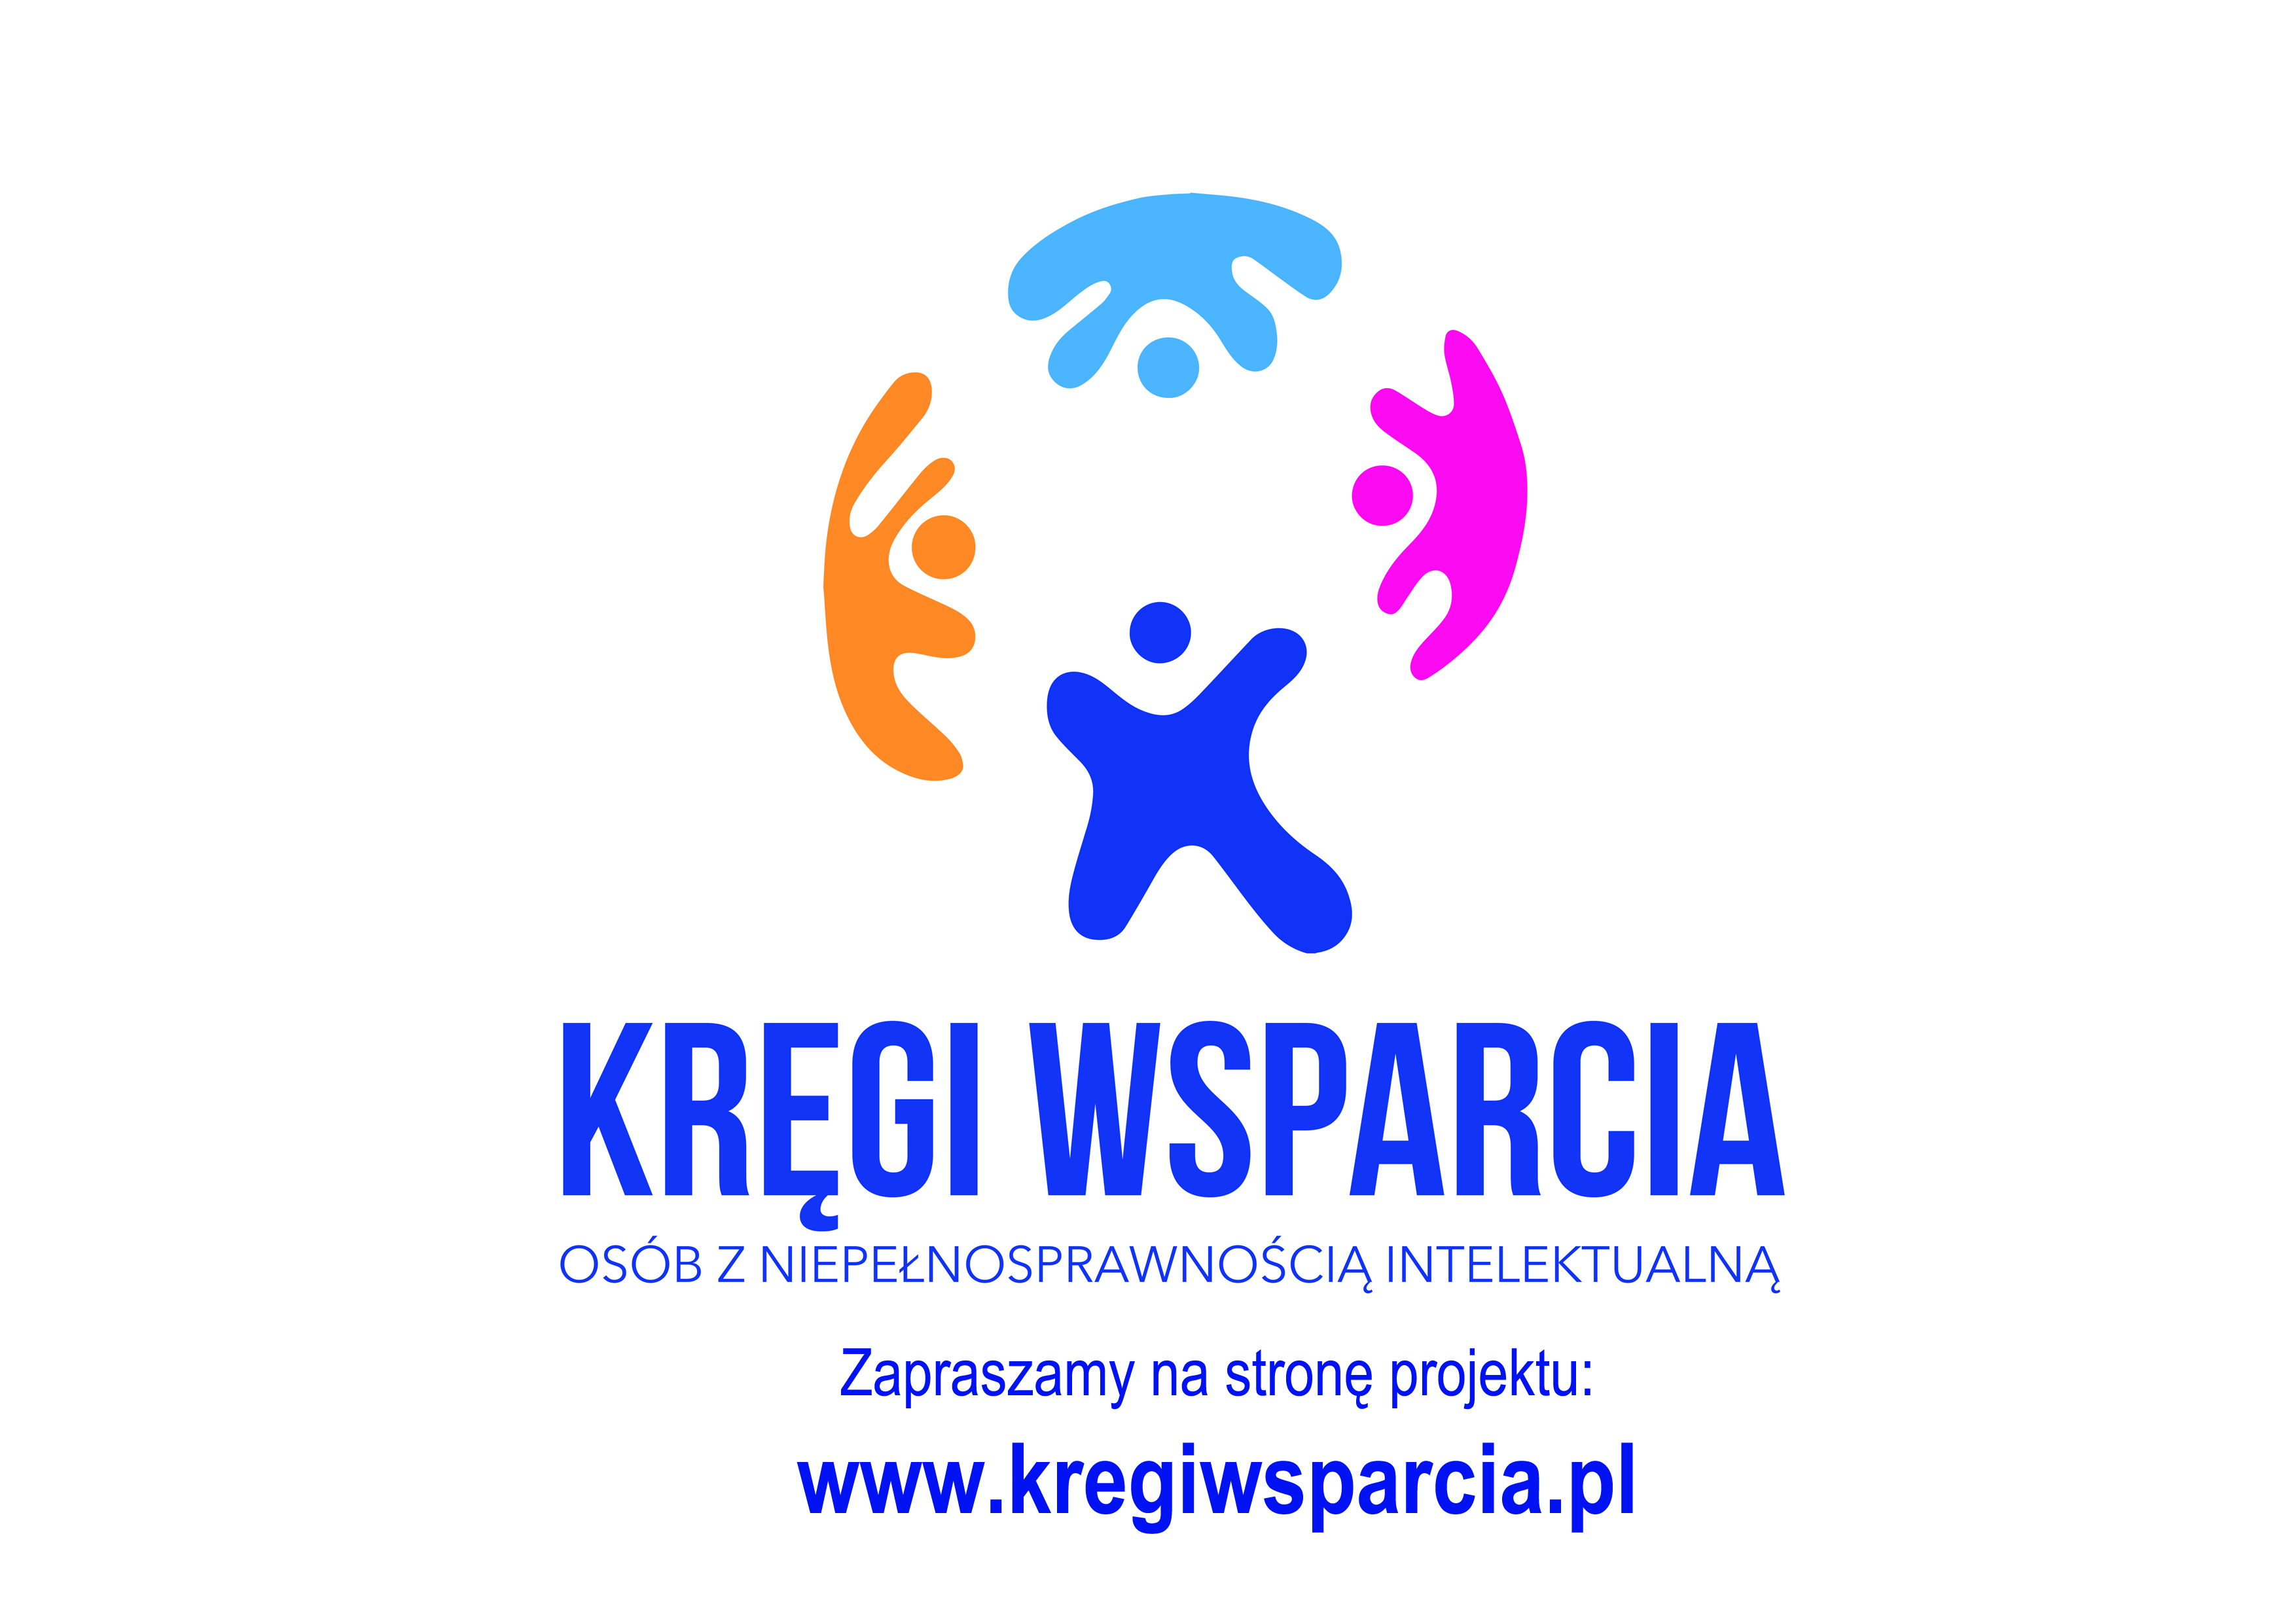 KRĘGI WSPARCIA
OSÓB Z NIEPEŁNOSPRAWNOŚCIĄ INTELEKTUALNĄ
Zapraszamy na stronę projektu:
www.kregiwsparcia.pl